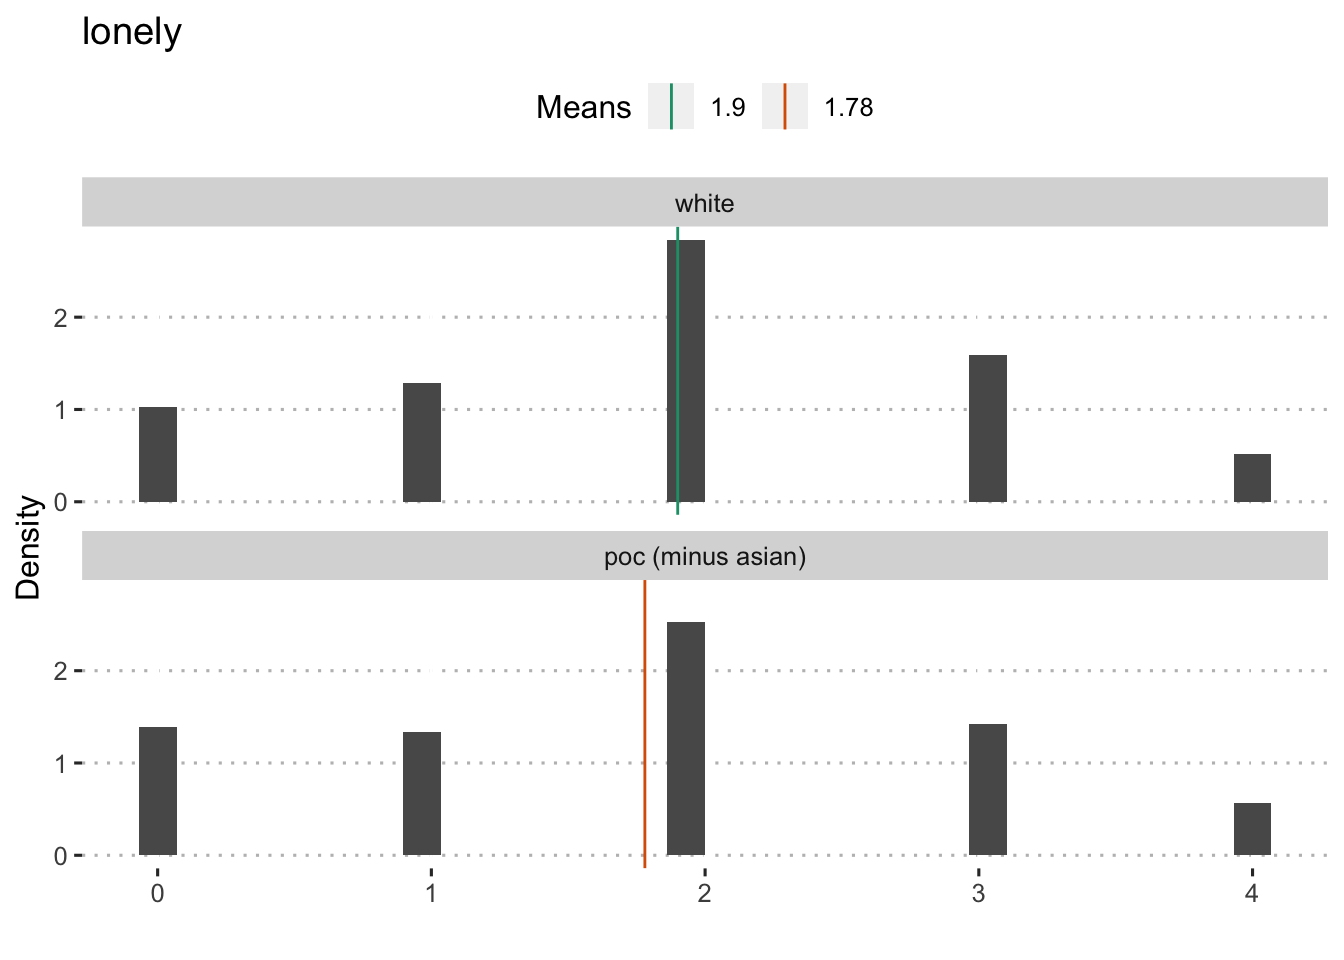 lonely
Means 1.9 1.78
white
2
1
0
Density
poc (minus asian)
2
1
0
0 1 2 3 4